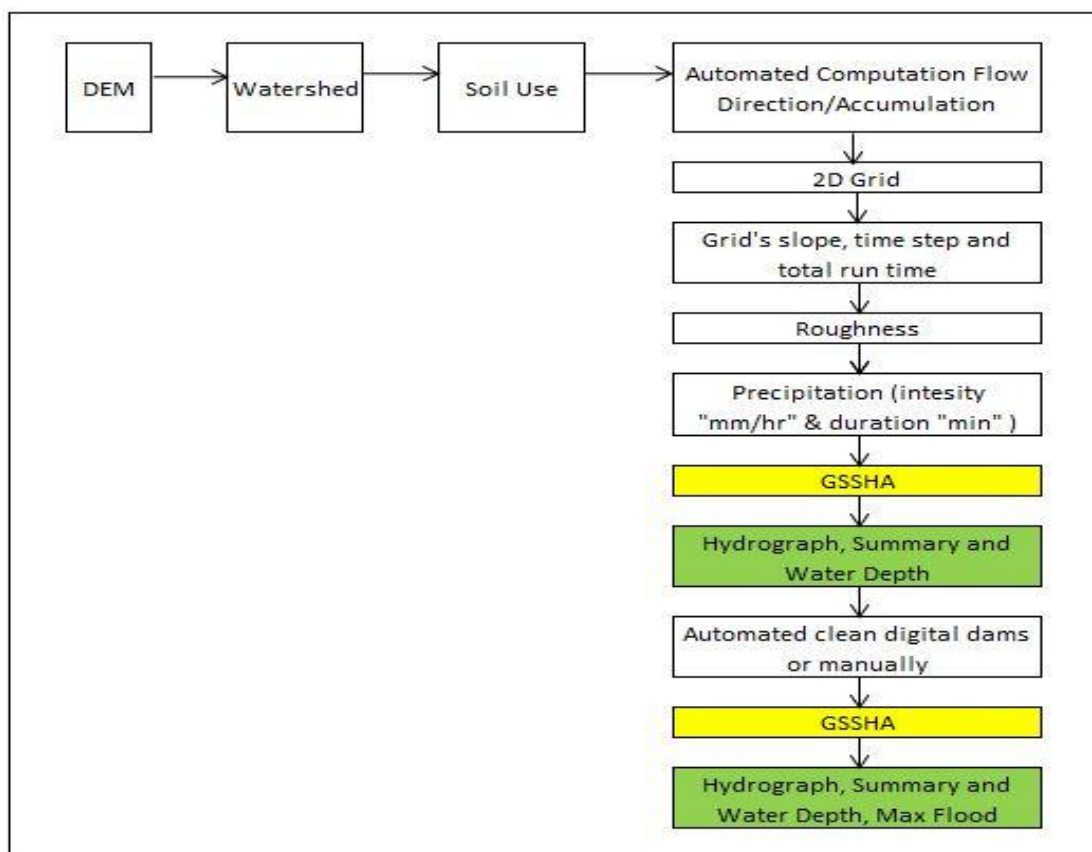 DEM
Watershed
Soil Use
Automated Computation Flow
Direction/Accumulation
2D Grid
Grid's slope, time step and
total run time
Roughness
Precipitation (intesity
"mm/hr" & duration "min" )
GSSHA
Hydrograph, Summary and
Water Depth
Automated clean digital dams
or manually
GSSHA
Hydrograph, Summary and
Water Depth, Max Flood